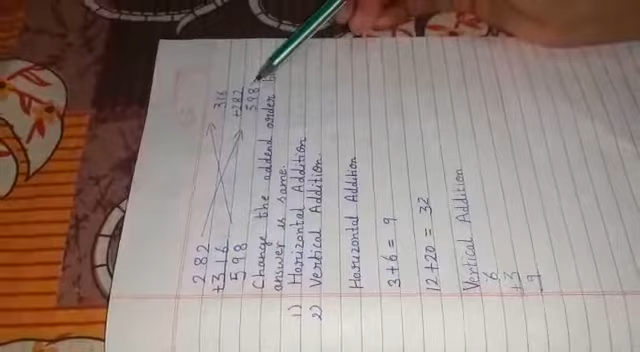 282 316
+316 +282
598 598
Change the addend order
answer is same.
1) Horizontal Addition
2) Vertical Addition.
Horizontal Addition
3+6 = 9
12+20 = 32
Vertical Addition
6
+3
9